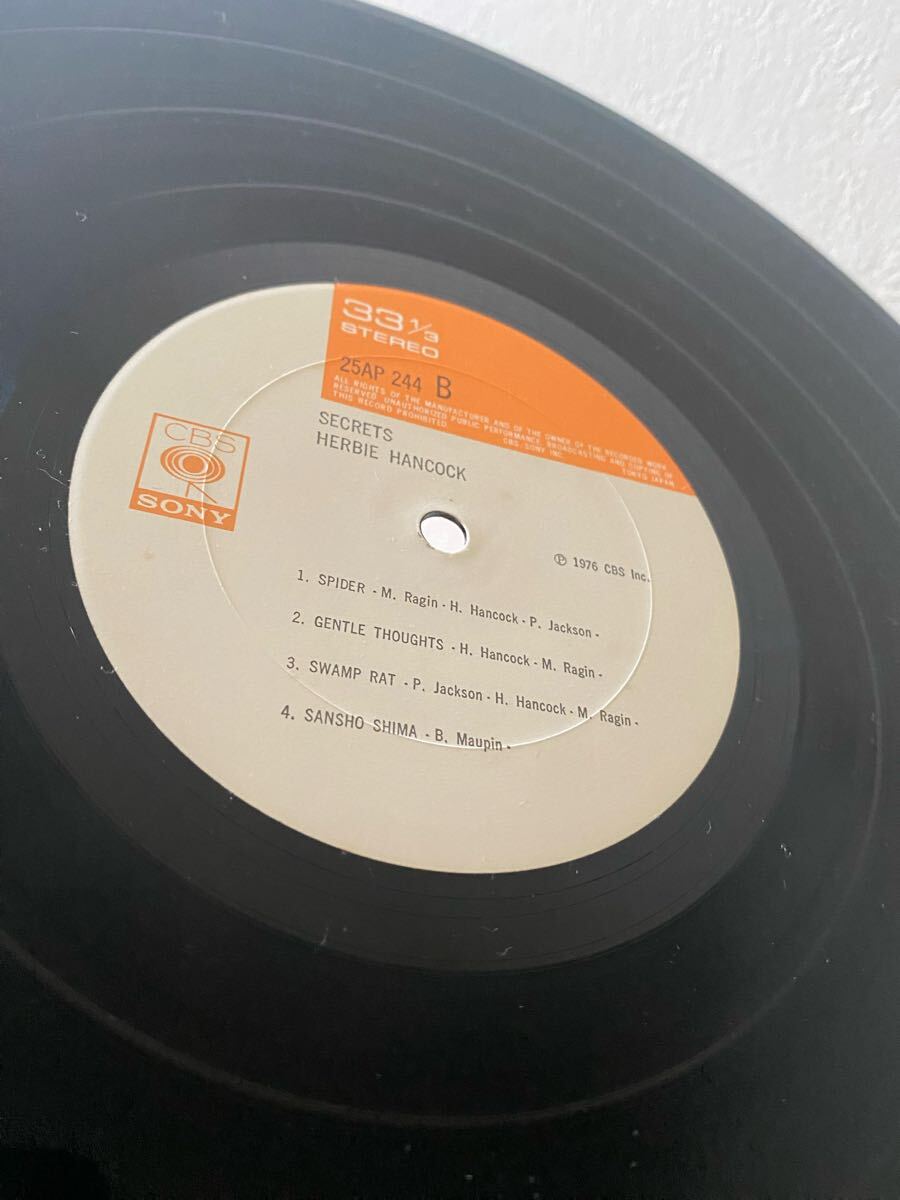 33 1/3
STEREO
25AP 244 B
ALL RIGHTS OF THE MANUFACTURER AND OF THE OWNER OF THE RECORDED WORK
RESERVED. UNAUTHORIZED PUBLIC PERFORMANCE, BROADCASTING AND COPYING OF
THIS RECORD PROHIBITED CBS/SONY INC. TOKYO JAPAN
SECRETS
HERBIE HANCOCK
CBS
SONY
℗ 1976 CBS Inc.
1. SPIDER - M. Ragin - H. Hancock - P. Jackson -
2. GENTLE THOUGHTS - H. Hancock - M. Ragin -
3. SWAMP RAT - P. Jackson - H. Hancock - M. Ragin -
4. SANSHO SHIMA - B. Maupin -